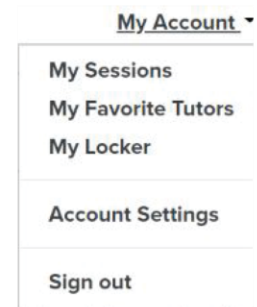 My Account
My Sessions
My Favorite Tutors
My Locker
Account Settings
Sign out